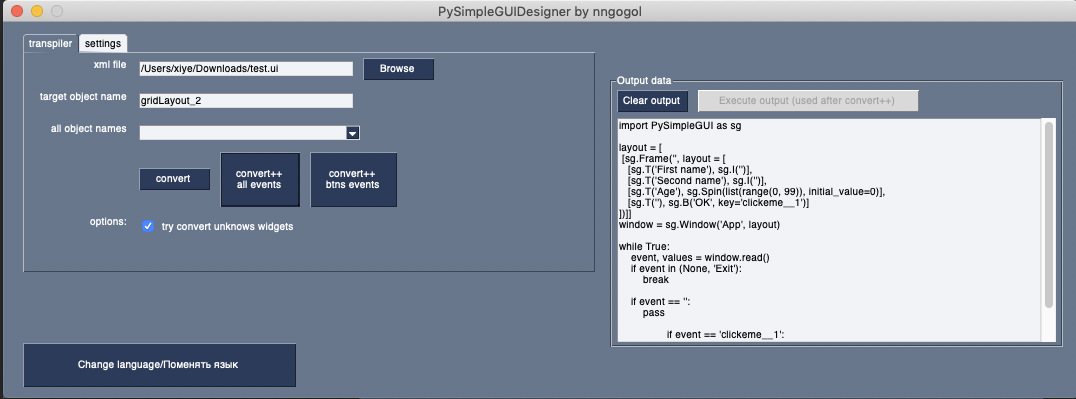 PySimpleGUIDesigner by nngogol
transpiler settings
xml file /Users/xiye/Downloads/test.ui Browse
target object name gridLayout_2
all object names
convert
convert++
all events
convert++
btns events
options: try convert unknows widgets
Change language/Поменять язык
Output data
Clear output Execute output (used after convert++)
import PySimpleGUI as sg
layout = [
[sg.Frame('', layout = [
[sg.T('First name'), sg.I('')],
[sg.T('Second name'), sg.I('')],
[sg.T('Age'), sg.Spin(list(range(0, 99)), initial_value=0)],
[sg.T(''), sg.B('OK', key='clickeme__1')]
])]]
window = sg.Window('App', layout)
while True:
event, values = window.read()
if event in (None, 'Exit'):
break
if event == '':
pass
if event == 'clickeme__1':